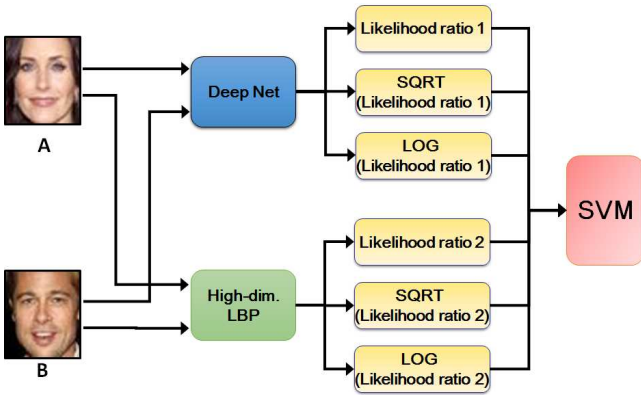 A
B
Deep Net
High-dim.
LBP
Likelihood ratio 1
SQRT
(Likelihood ratio 1)
LOG
(Likelihood ratio 1)
Likelihood ratio 2
SQRT
(Likelihood ratio 2)
LOG
(Likelihood ratio 2)
SVM